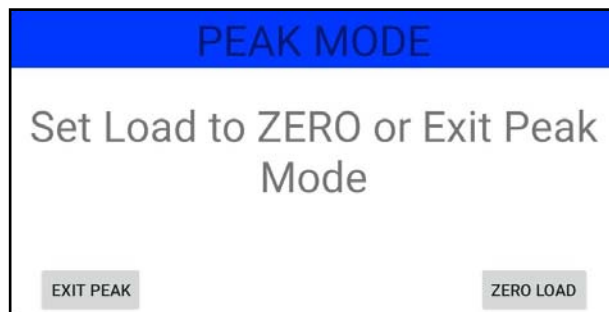 PEAK MODE
Set Load to ZERO or Exit Peak
Mode
EXIT PEAK
ZERO LOAD